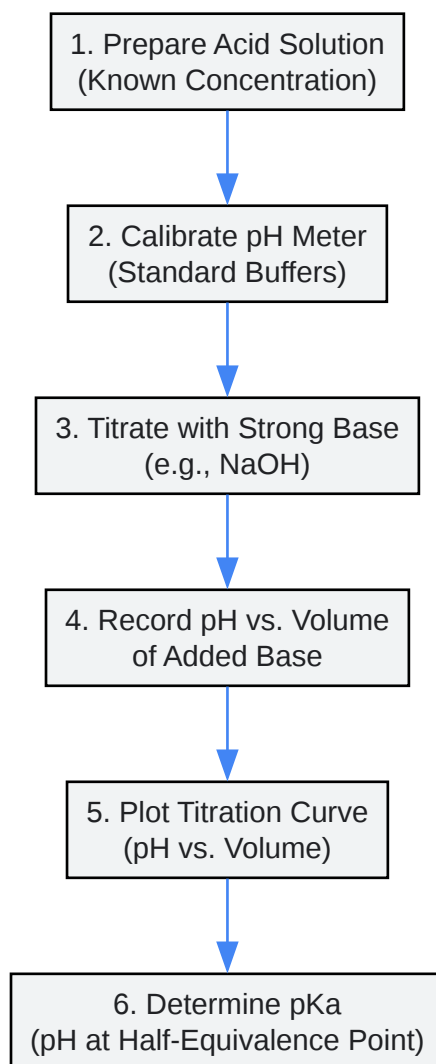 1. Prepare Acid Solution
(Known Concentration)
2. Calibrate pH Meter
(Standard Buffers)
3. Titrate with Strong Base
(e.g., NaOH)
4. Record pH vs. Volume
of Added Base
5. Plot Titration Curve
(pH vs. Volume)
6. Determine pKa
(pH at Half-Equivalence Point)